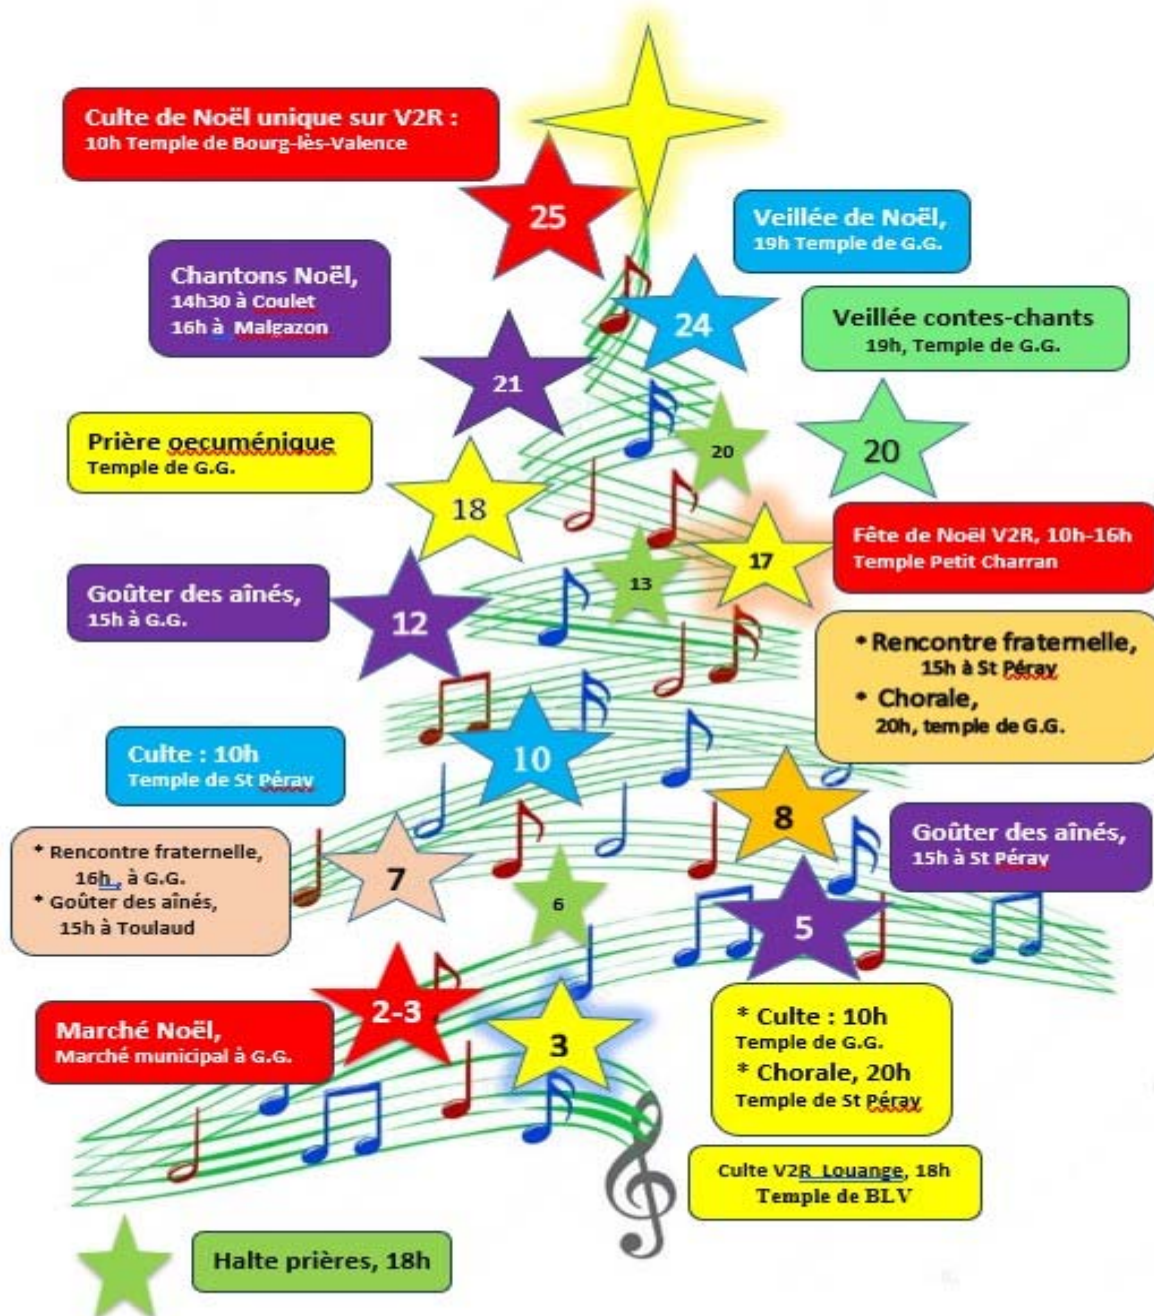 Culte de Noël unique sur V2R :
10h Temple de Bourg-lès-Valence
25
Veillée de Noël,
19h Temple de G.G.
24
Chantons Noël,
14h30 à Coulet
16h à Malgazon
21
Veillée contes-chants
19h, Temple de G.G.
20
20
Prière oecuménique
Temple de G.G.
18
Fête de Noël V2R, 10h-16h
Temple Petit Charran
17
13
Goûter des aînés,
15h à G.G.
12
* Rencontre fraternelle,
15h à St Péray
* Chorale,
20h, temple de G.G.
Culte : 10h
Temple de St Péray
10
8
Goûter des aînés,
15h à St Péray
* Rencontre fraternelle,
16h , à G.G.
* Goûter des aînés,
15h à Toulaud
7
6
5
Marché Noël,
Marché municipal à G.G.
2-3
3
* Culte : 10h
Temple de G.G.
* Chorale, 20h
Temple de St Péray
Culte V2R Louange, 18h
Temple de BLV
Halte prières, 18h